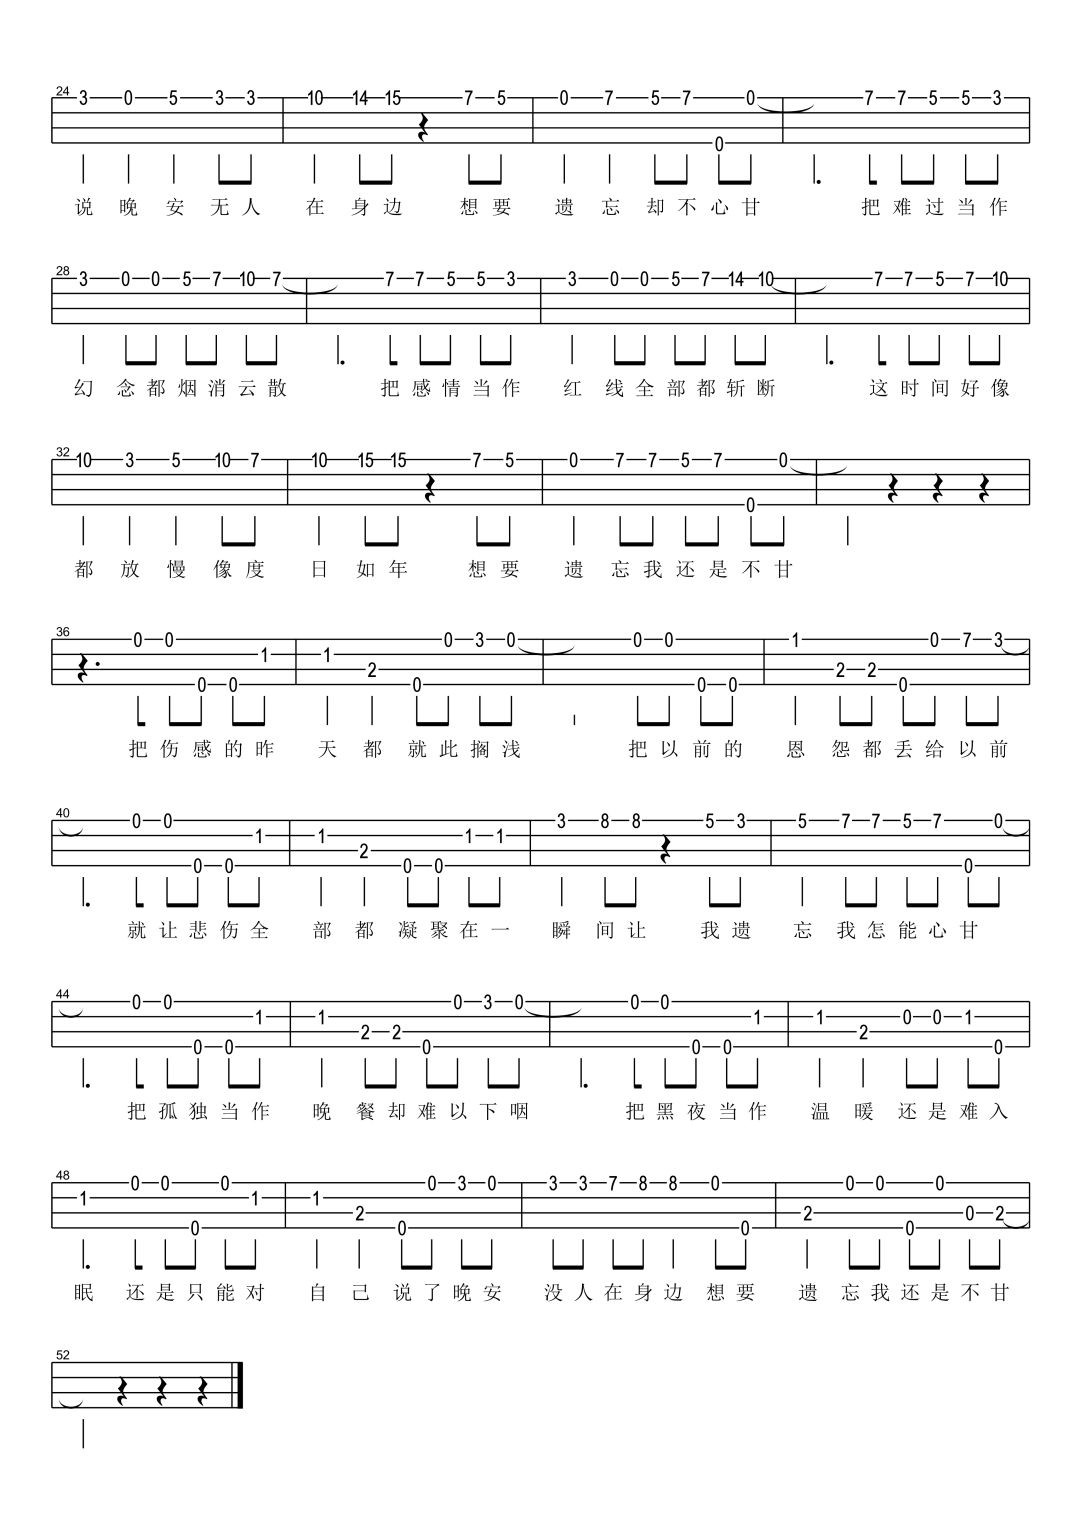 24 3 0 5 3 3 10 14 15 7 5 0 7 5 7 0 0 7 7 5 5 3
说晚安无人在身边 想要遗忘却不心甘 把难过当作
28 3 0 0 5 7 10 7 7 7 5 5 3 3 0 0 5 7 14 10 7 7 5 7 10
幻念都烟消云散 把感情当作红线全部都斩断 这时间好像
32 10 3 5 10 7 10 15 15 7 5 0 7 7 5 7 0 0
都放慢像度日如年 想要遗忘我还是不甘
36 0 0 0 0 1 1 2 0 0 3 0 0 0 0 0 1 2 2 0 0 7 3
把伤感的昨天都就此搁浅 把以前的恩怨都丢给以前
40 0 0 0 0 1 1 2 0 0 1 1 3 8 8 5 3 5 7 7 5 7 0 0
就让悲伤全部都凝聚在一瞬间让 我遗忘我怎能心甘
44 0 0 0 0 1 1 2 2 0 0 3 0 0 0 0 0 1 1 2 0 0 1 0
把孤独当作晚餐却难以下咽 把黑夜当作温暖还是难入
48 1 0 0 0 0 1 1 2 0 0 3 0 3 3 7 8 8 0 0 2 0 0 0 0 0 2
眠 还是只能对自己说了晚安没人在身边想要遗忘我还是不甘
52